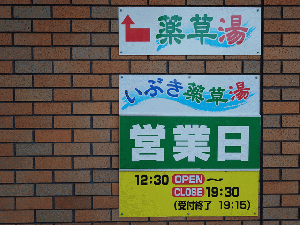 薬草湯
いぶき薬草湯
営業日
12:30 OPEN 〜
CLOSE 19:30
(受付終了 19:15)